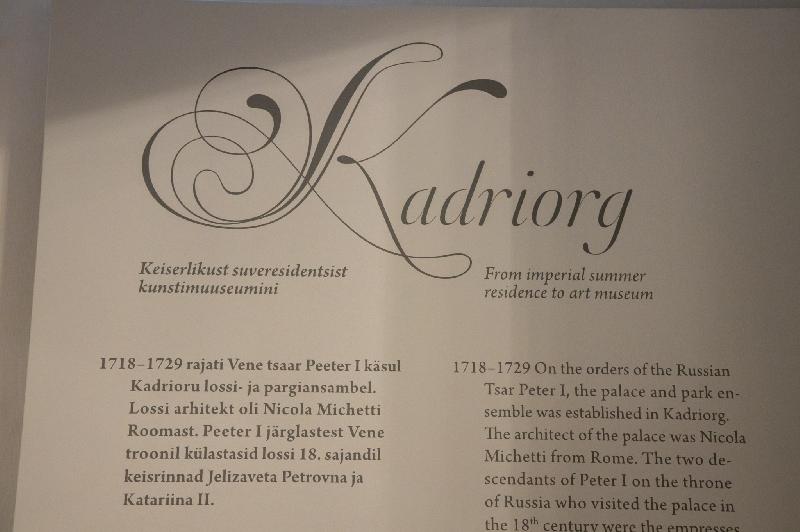 Kadriorg
Keiserlikust suveresidentsist
kunstimuuseumini
1718–1729 rajati Vene tsaar Peeter I käsul
Kadrioru lossi- ja pargiansambel.
Lossi arhitekt oli Nicola Michetti
Roomast. Peeter I järglastest Vene
troonil külastasid lossi 18. sajandil
keisrinnad Jelizaveta Petrovna ja
Katariina II.
From imperial summer
residence to art museum
1718–1729 On the orders of the Russian
Tsar Peter I, the palace and park en-
semble was established in Kadriorg.
The architect of the palace was Nicola
Michetti from Rome. The two de-
scendants of Peter I on the throne
of Russia who visited the palace in
the 18th century were the empresses